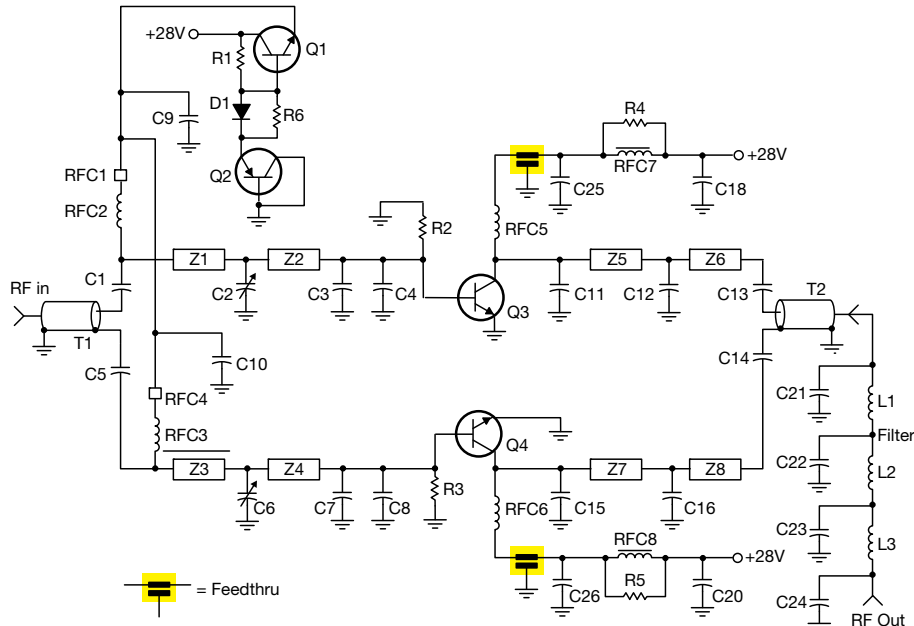 +28V
Q1
R1
D1
R6
C9
Q2
R4
RFC7
+28V
C25
C18
RFC1
RFC2
RFC5
R2
Z1
Z2
Z5
Z6
C1
C2
C3
C4
C11
C12
C13
Q3
RF in
T1
T2
C5
C10
C14
RFC4
RFC3
C21
L1
Filter
Q4
Z3
Z4
Z7
Z8
C22
L2
C6
C7
C8
R3
RFC6
C15
C16
C23
L3
RFC8
+28V
R5
C26
C20
C24
= Feedthru
RF Out